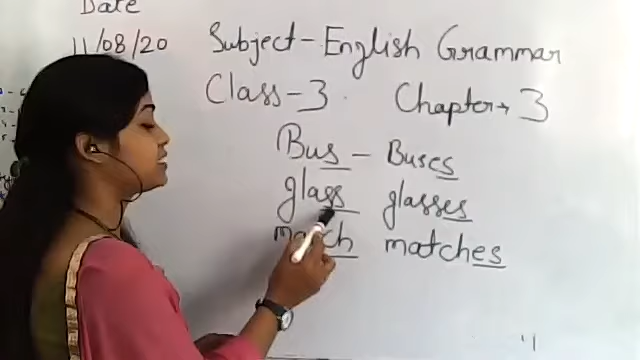 Date
11/08/20 Subject - English Grammar
Class - 3 Chapter → 3
Bus - Buses
glass glasses
match matches